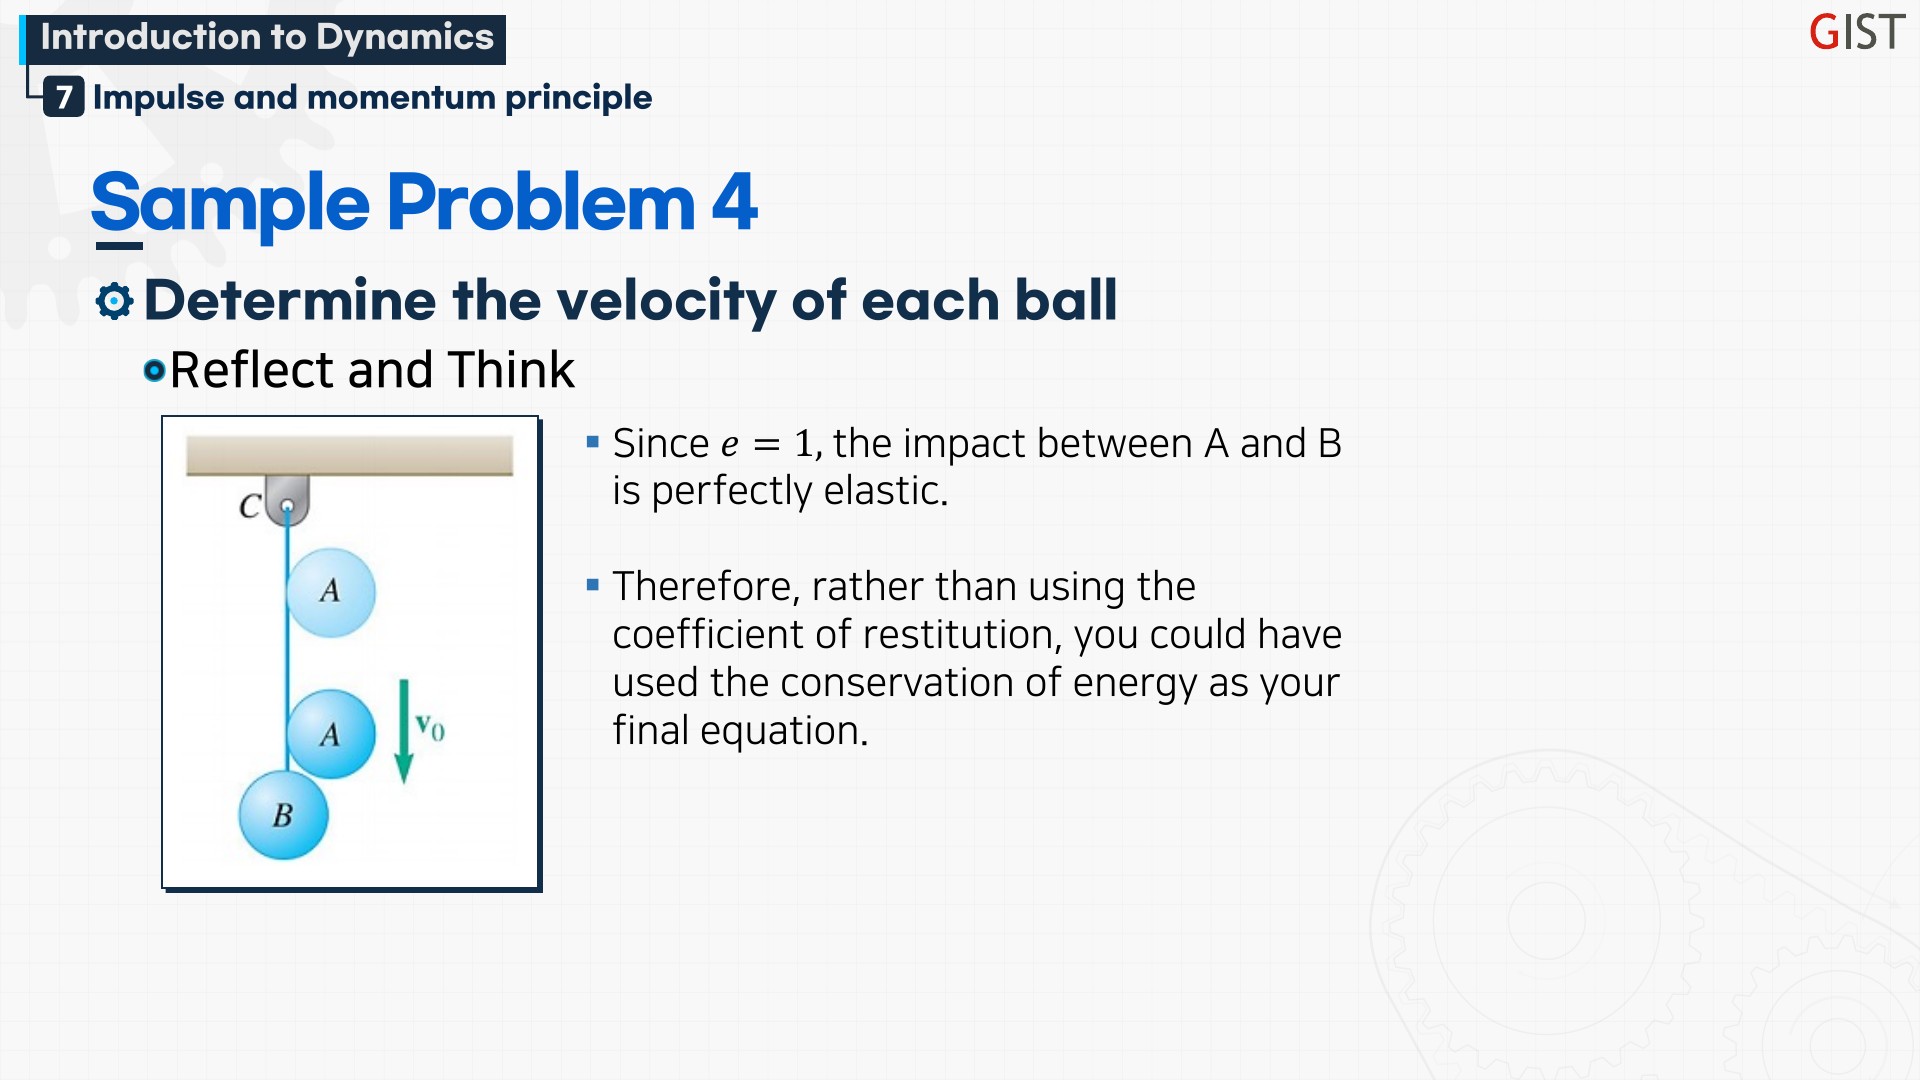 Introduction to Dynamics
GIST
7 Impulse and momentum principle
Sample Problem 4
Determine the velocity of each ball
Reflect and Think
Since e = 1, the impact between A and B
is perfectly elastic.
Therefore, rather than using the
coefficient of restitution, you could have
used the conservation of energy as your
final equation.
C
A
A
v₀
B